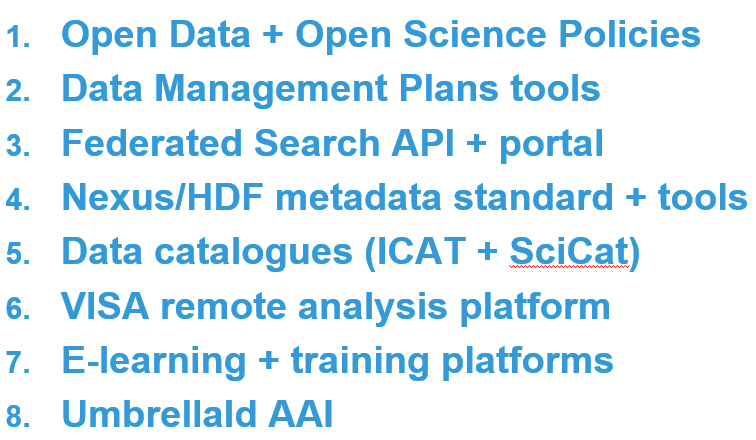 1. Open Data + Open Science Policies
2. Data Management Plans tools
3. Federated Search API + portal
4. Nexus/HDF metadata standard + tools
5. Data catalogues (ICAT + SciCat)
6. VISA remote analysis platform
7. E-learning + training platforms
8. UmbrellaId AAI